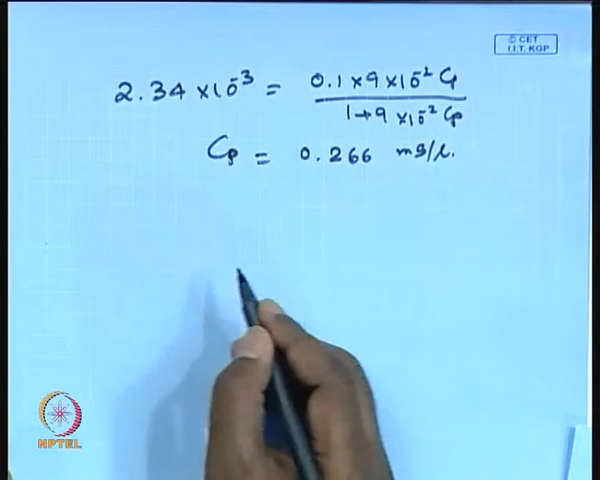 © CET
I.I.T. KGP
2.34 × 10⁻³ = 0.1 × 9 × 10⁻² Cp / 1 + 9 × 10⁻² Cp
Cp = 0.266 mg/l.
NPTEL